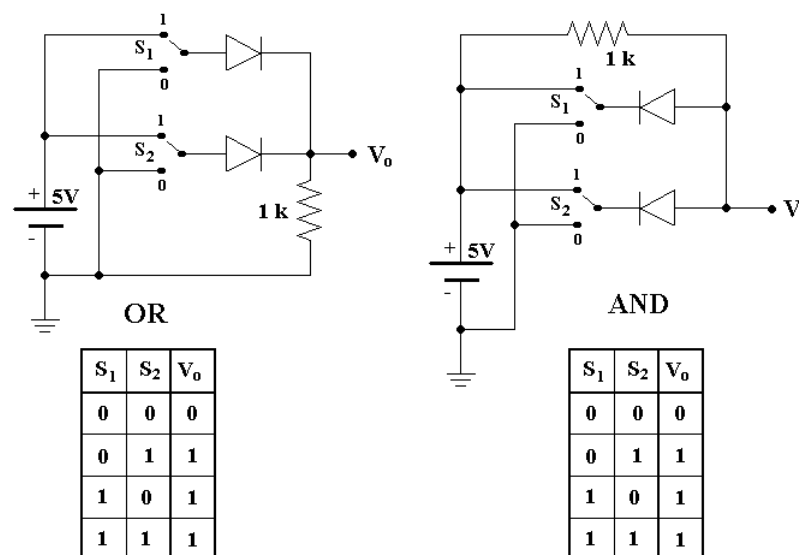 1
S₁
0
1
S₂
0
Vₒ
+
5V
-
1 k
OR
S₁ S₂ Vₒ
0 0 0
0 1 1
1 0 1
1 1 1
1 k
1
S₁
0
1
S₂
0
V
+
5V
-
AND
S₁ S₂ Vₒ
0 0 0
0 1 1
1 0 1
1 1 1